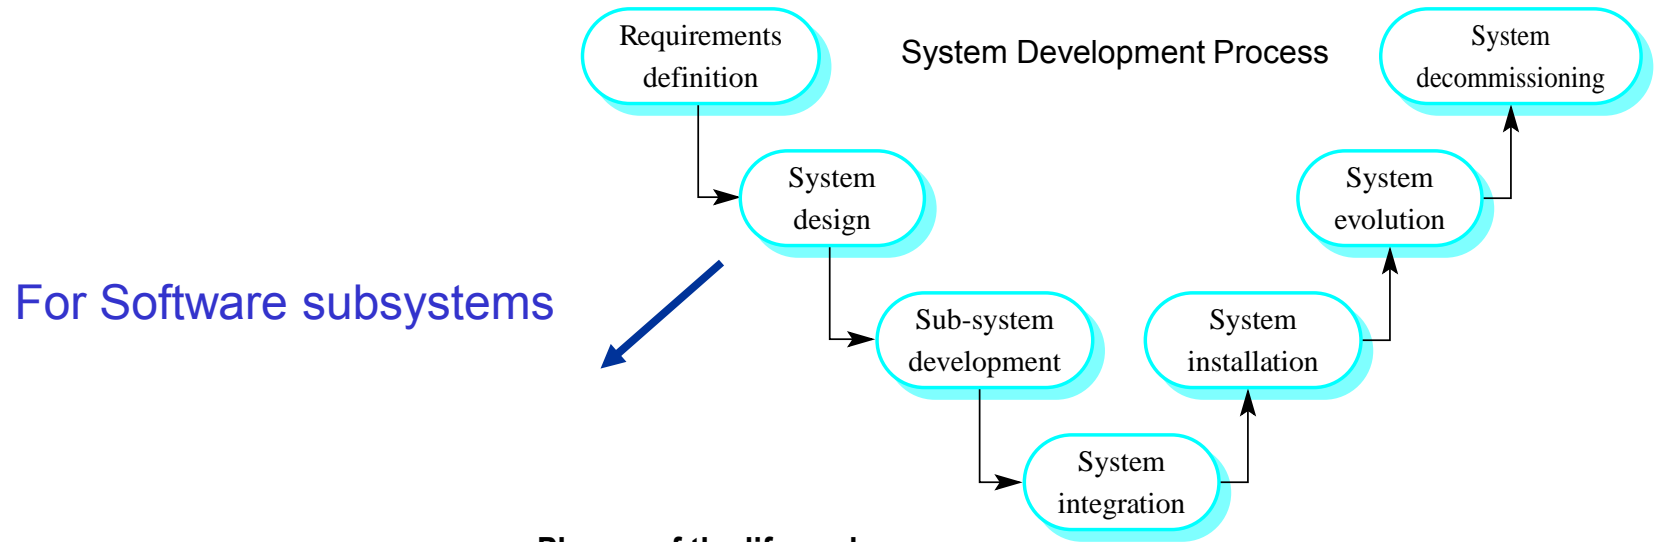 Requirements
definition
System Development Process
System
decommissioning
System
design
System
evolution
For Software subsystems
Sub-system
development
System
installation
System
integration